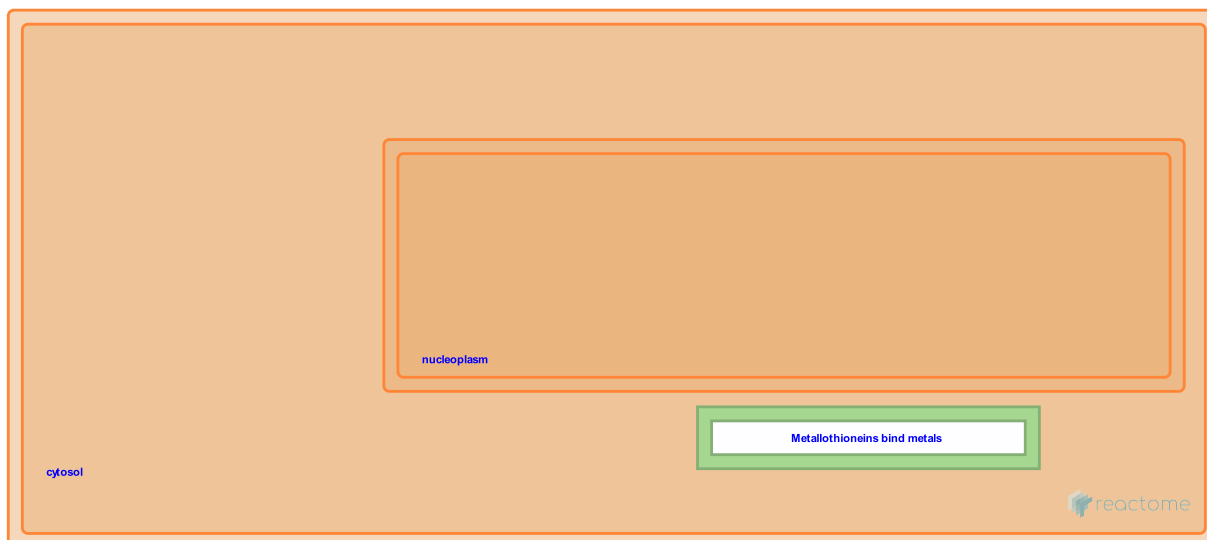 nucleoplasm
Metallothioneins bind metals
cytosol
reactome